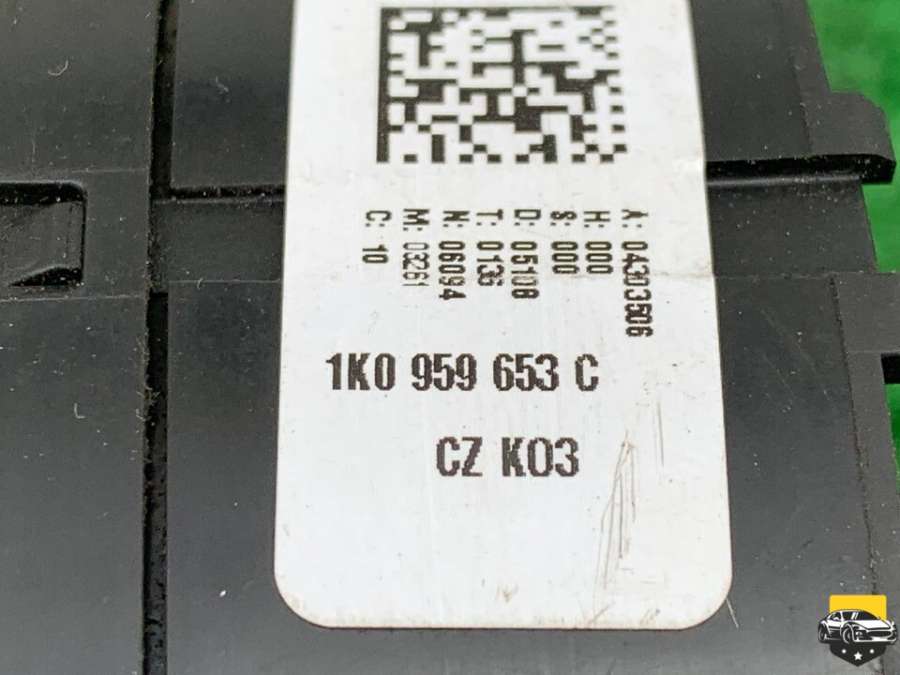 A: 04303506
H: 000
S: 000
D: 05108
T: 0136
N: 06094
M: 03261
C: 10
1K0 959 653 C
CZ K03